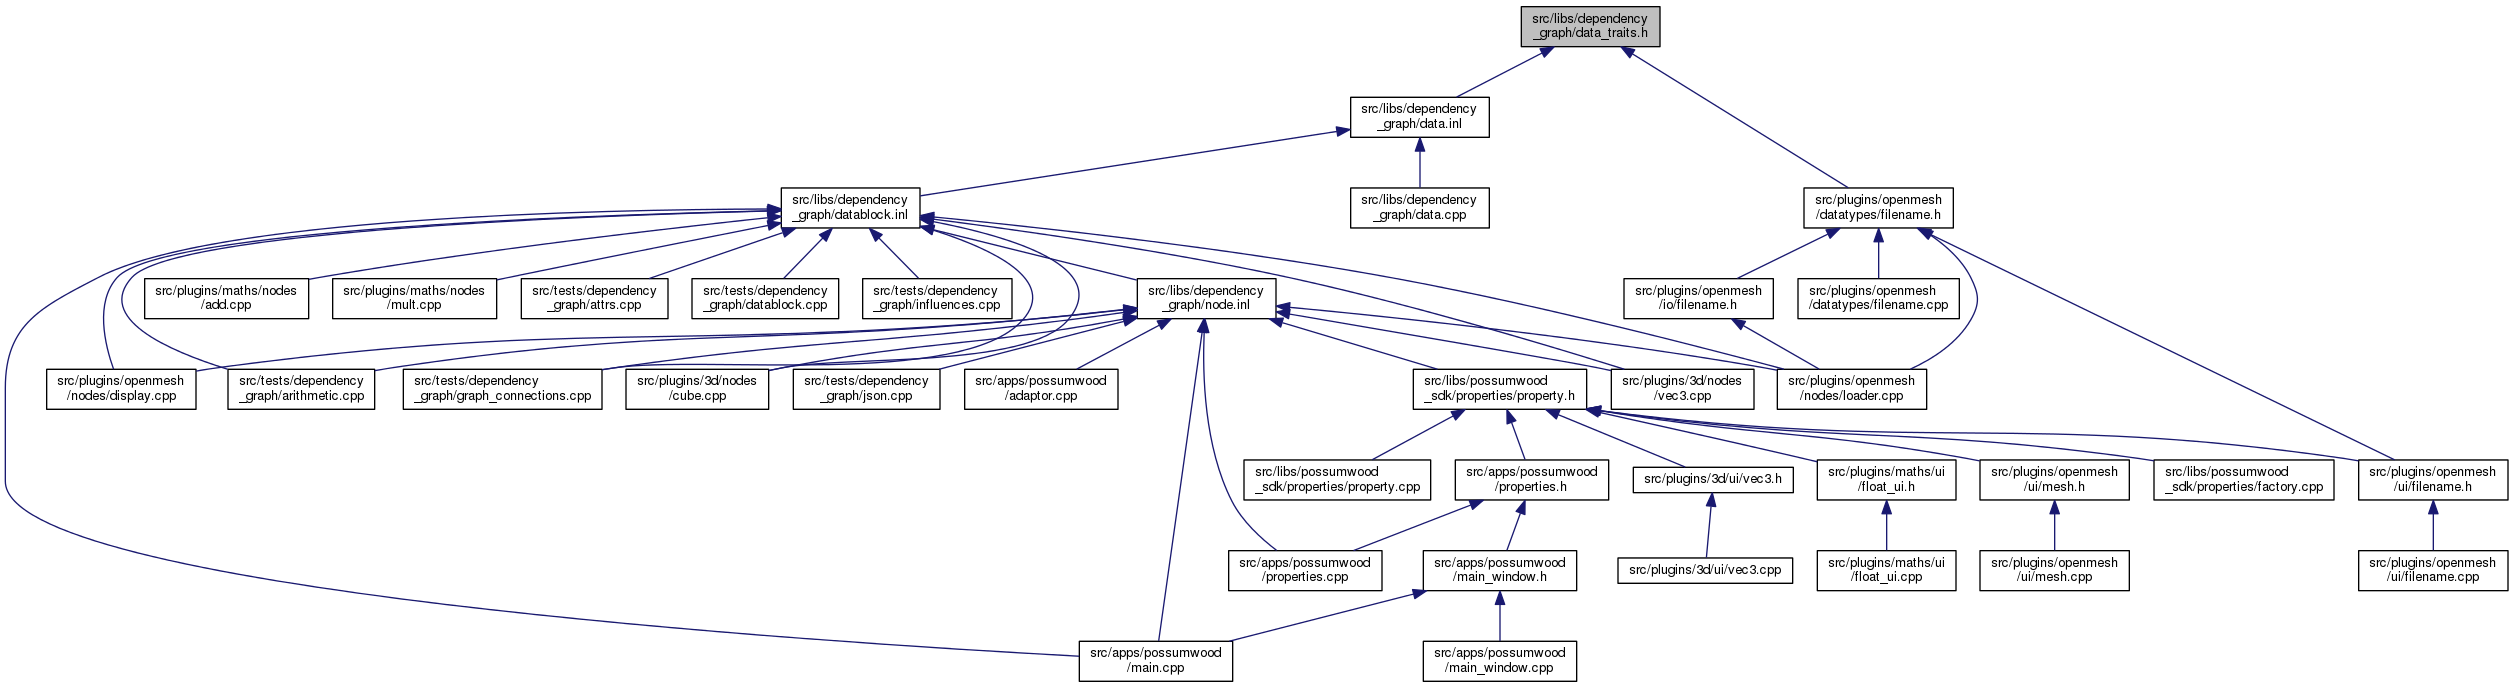 src/libs/dependency
_graph/data_traits.h
src/libs/dependency
_graph/data.inl
src/libs/dependency
_graph/datablock.inl
src/libs/dependency
_graph/data.cpp
src/plugins/openmesh
/datatypes/filename.h
src/plugins/maths/nodes
/add.cpp
src/plugins/maths/nodes
/mult.cpp
src/tests/dependency
_graph/attrs.cpp
src/tests/dependency
_graph/datablock.cpp
src/tests/dependency
_graph/influences.cpp
src/libs/dependency
_graph/node.inl
src/plugins/openmesh
/io/filename.h
src/plugins/openmesh
/datatypes/filename.cpp
src/plugins/openmesh
/nodes/display.cpp
src/tests/dependency
_graph/arithmetic.cpp
src/tests/dependency
_graph/graph_connections.cpp
src/plugins/3d/nodes
/cube.cpp
src/tests/dependency
_graph/json.cpp
src/apps/possumwood
/adaptor.cpp
src/libs/possumwood
_sdk/properties/property.h
src/plugins/3d/nodes
/vec3.cpp
src/plugins/openmesh
/nodes/loader.cpp
src/libs/possumwood
_sdk/properties/property.cpp
src/apps/possumwood
/properties.h
src/plugins/3d/ui/vec3.h
src/plugins/maths/ui
/float_ui.h
src/plugins/openmesh
/ui/mesh.h
src/libs/possumwood
_sdk/properties/factory.cpp
src/plugins/openmesh
/ui/filename.h
src/apps/possumwood
/properties.cpp
src/apps/possumwood
/main_window.h
src/plugins/3d/ui/vec3.cpp
src/plugins/maths/ui
/float_ui.cpp
src/plugins/openmesh
/ui/mesh.cpp
src/plugins/openmesh
/ui/filename.cpp
src/apps/possumwood
/main.cpp
src/apps/possumwood
/main_window.cpp